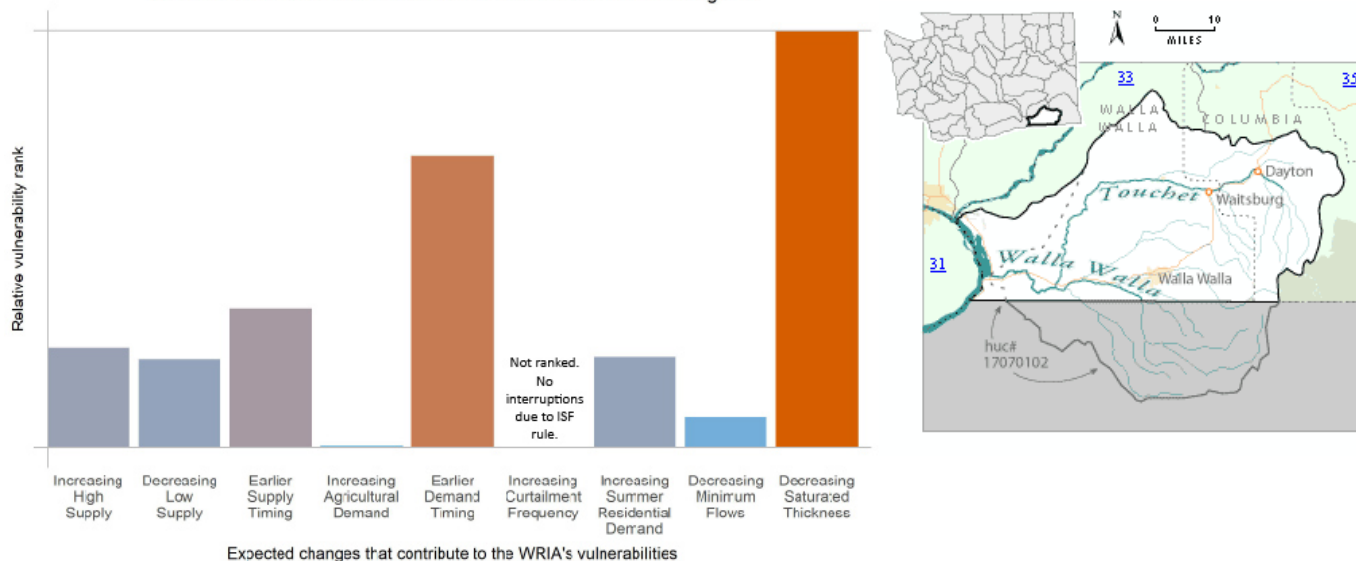 Relative vulnerability rank
Not ranked.
No
interruptions
due to ISF
rule.
Increasing
High
Supply
Decreasing
Low
Supply
Earlier
Supply
Timing
Increasing
Agricultural
Demand
Earlier
Demand
Timing
Increasing
Curtailment
Frequency
Increasing
Summer
Residential
Demand
Decreasing
Minimum
Flows
Decreasing
Saturated
Thickness
Expected changes that contribute to the WRIA's vulnerabilities
N
0 10
MILES
33
35
WALLA
WALLA
COLUMBIA
Dayton
Touchet
Waitsburg
31
Walla Walla
Walla Walla
huc#
17070102